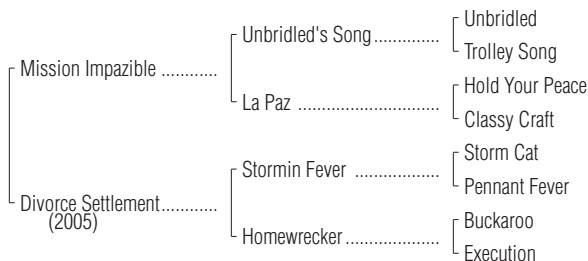 Unbridled
Unbridled's Song
Trolley Song
Mission Impazible
Hold Your Peace
La Paz
Classy Craft
Storm Cat
Stormin Fever
Pennant Fever
Divorce Settlement
(2005)
Buckaroo
Homewrecker
Execution